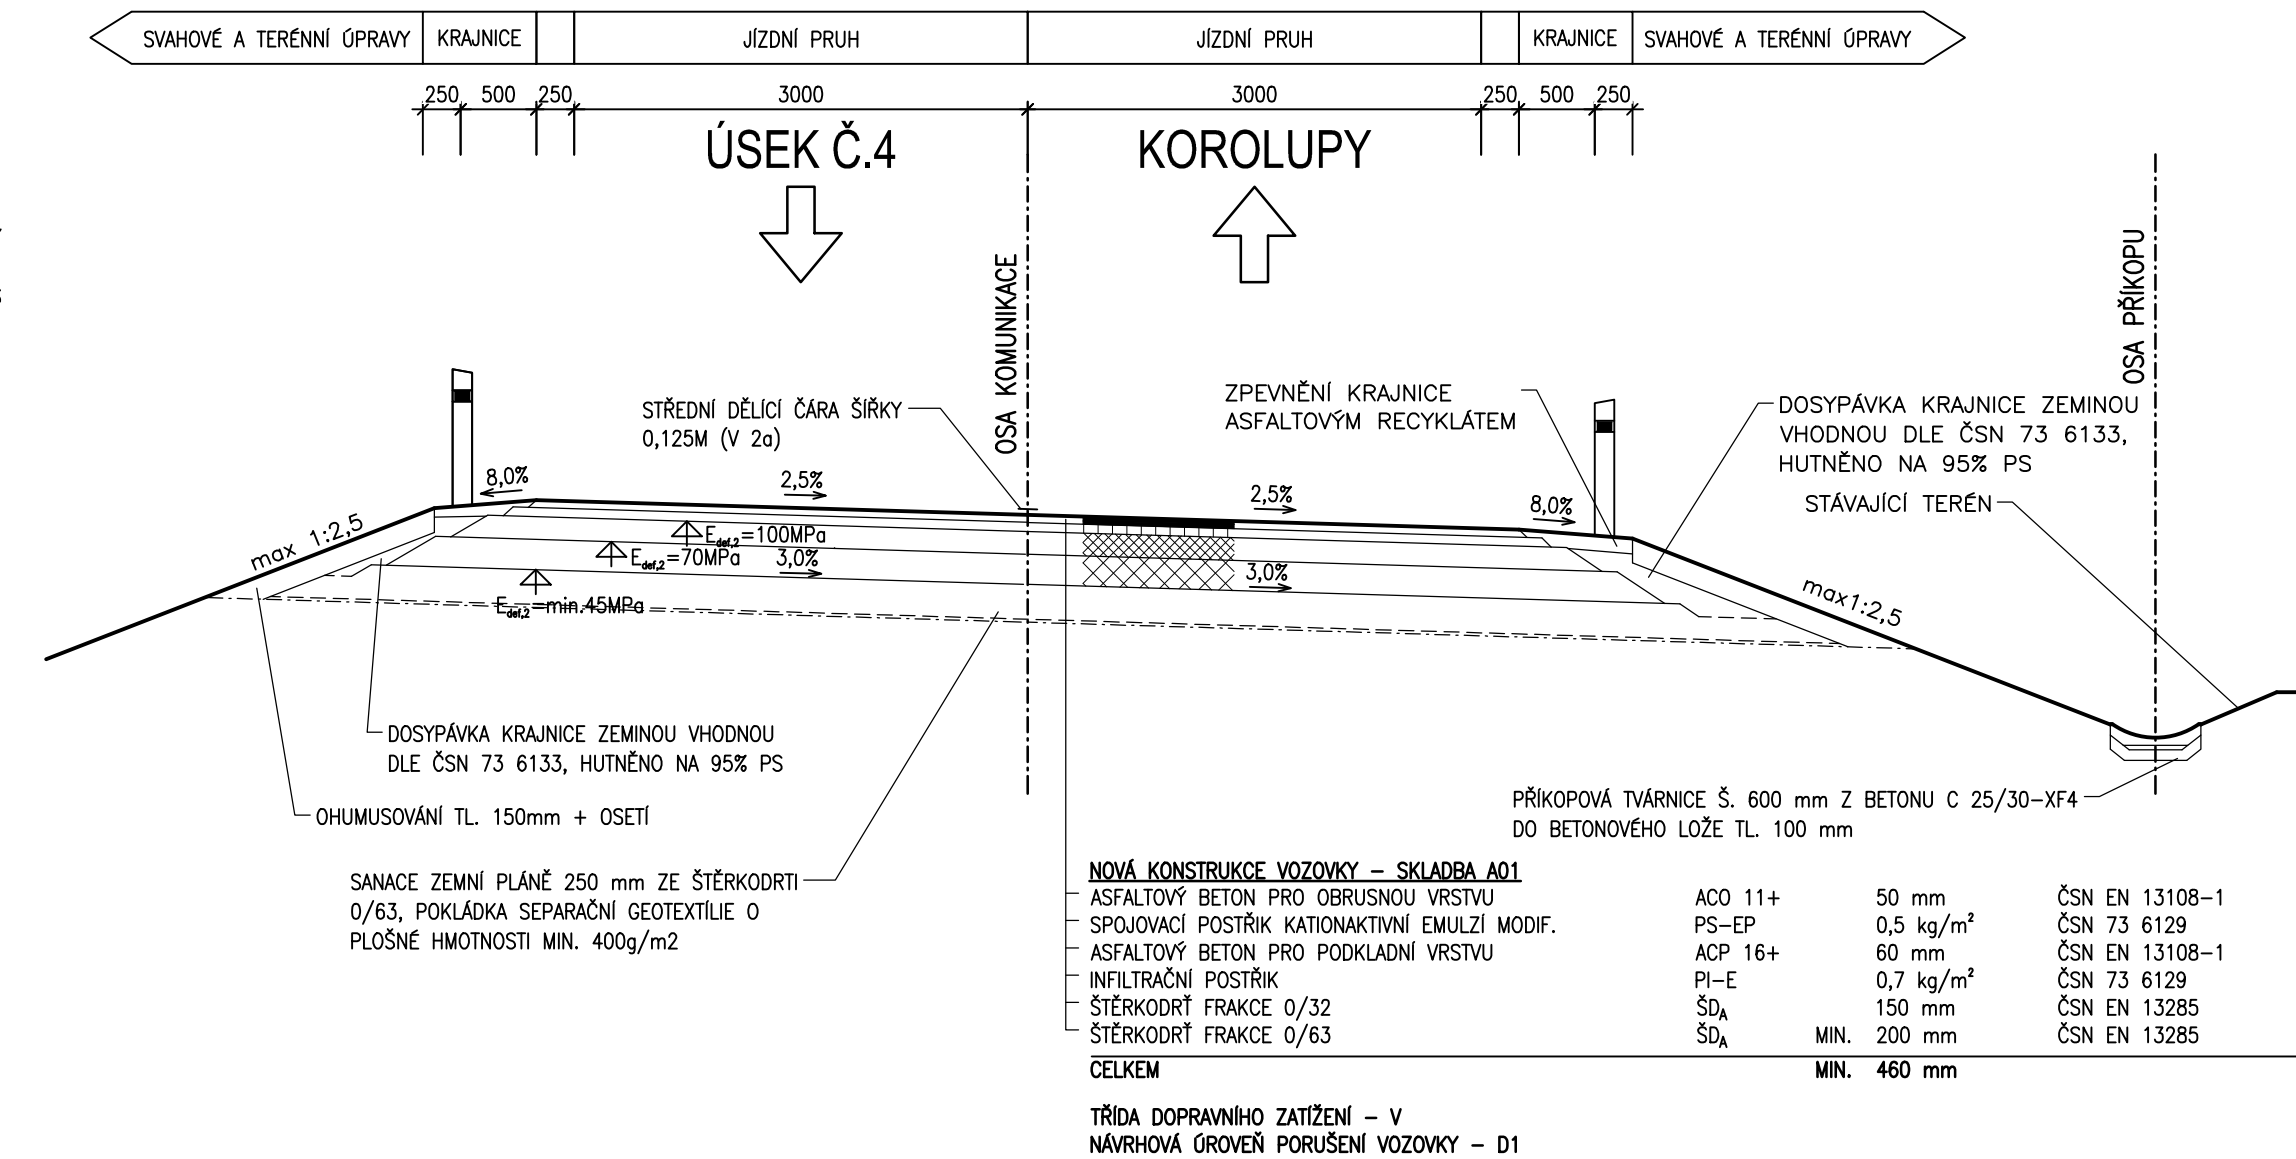 SVAHOVÉ A TERÉNNÍ ÚPRAVY KRAJNICE JÍZDNÍ PRUH JÍZDNÍ PRUH KRAJNICE SVAHOVÉ A TERÉNNÍ ÚPRAVY
250 500 250 3000 3000 250 500 250
ÚSEK Č.4 KOROLUPY
OSA KOMUNIKACE
OSA PŘÍKOPU
STŘEDNÍ DĚLÍCÍ ČÁRA ŠÍŘKY
0,125M (V 2a)
ZPEVNĚNÍ KRAJNICE
ASFALTOVÝM RECYKLÁTEM
DOSYPÁVKA KRAJNICE ZEMINOU
VHODNOU DLE ČSN 73 6133,
HUTNĚNO NA 95% PS
STÁVAJÍCÍ TERÉN
8,0% 2,5% 2,5% 8,0%
max 1:2,5
Edef,2=100MPa
Edef,2=70MPa 3,0% 3,0%
Edef,2=min.45MPa
max1:2,5
DOSYPÁVKA KRAJNICE ZEMINOU VHODNOU
DLE ČSN 73 6133, HUTNĚNO NA 95% PS
OHUMUSOVÁNÍ TL. 150mm + OSETÍ
PŘÍKOPOVÁ TVÁRNICE Š. 600 mm Z BETONU C 25/30-XF4
DO BETONOVÉHO LOŽE TL. 100 mm
SANACE ZEMNÍ PLÁNĚ 250 mm ZE ŠTĚRKODRTI
0/63, POKLÁDKA SEPARAČNÍ GEOTEXTÍLIE O
PLOŠNÉ HMOTNOSTI MIN. 400g/m2
NOVÁ KONSTRUKCE VOZOVKY – SKLADBA A01
ASFALTOVÝ BETON PRO OBRUSNOU VRSTVU ACO 11+ 50 mm ČSN EN 13108-1
SPOJOVACÍ POSTŘIK KATIONAKTIVNÍ EMULZÍ MODIF. PS-EP 0,5 kg/m² ČSN 73 6129
ASFALTOVÝ BETON PRO PODKLADNÍ VRSTVU ACP 16+ 60 mm ČSN EN 13108-1
INFILTRAČNÍ POSTŘIK PI-E 0,7 kg/m² ČSN 73 6129
ŠTĚRKODRŤ FRAKCE 0/32 ŠDA 150 mm ČSN EN 13285
ŠTĚRKODRŤ FRAKCE 0/63 ŠDA MIN. 200 mm ČSN EN 13285
CELKEM MIN. 460 mm
TŘÍDA DOPRAVNÍHO ZATÍŽENÍ – V
NÁVRHOVÁ ÚROVEŇ PORUŠENÍ VOZOVKY – D1